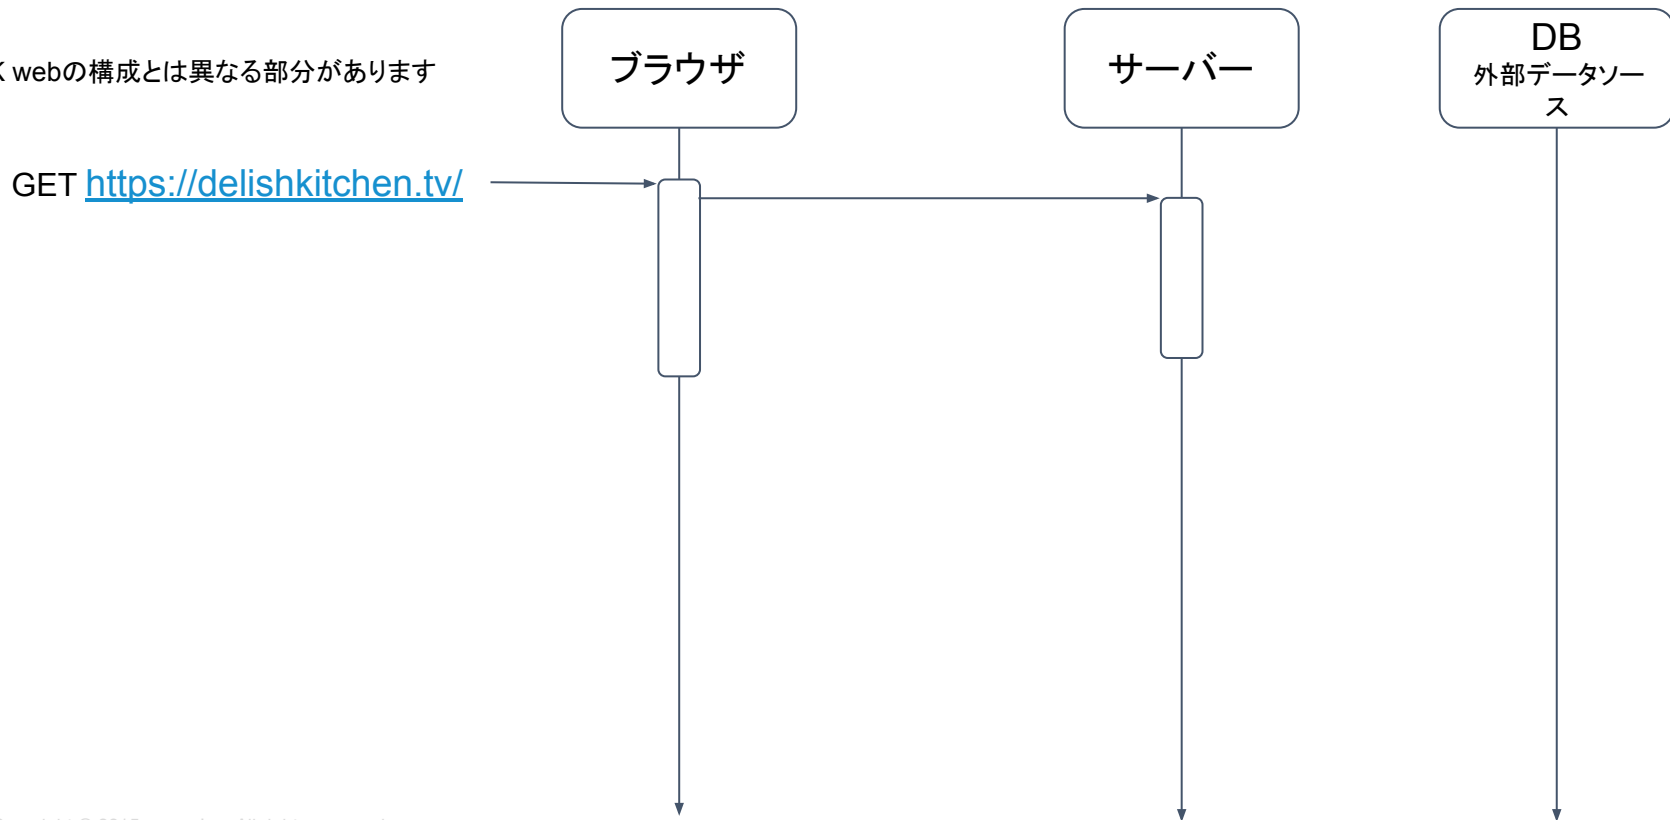 webの構成とは異なる部分があります
ブラウザ
サーバー
DB
外部データソー
ス
GET https://delishkitchen.tv/